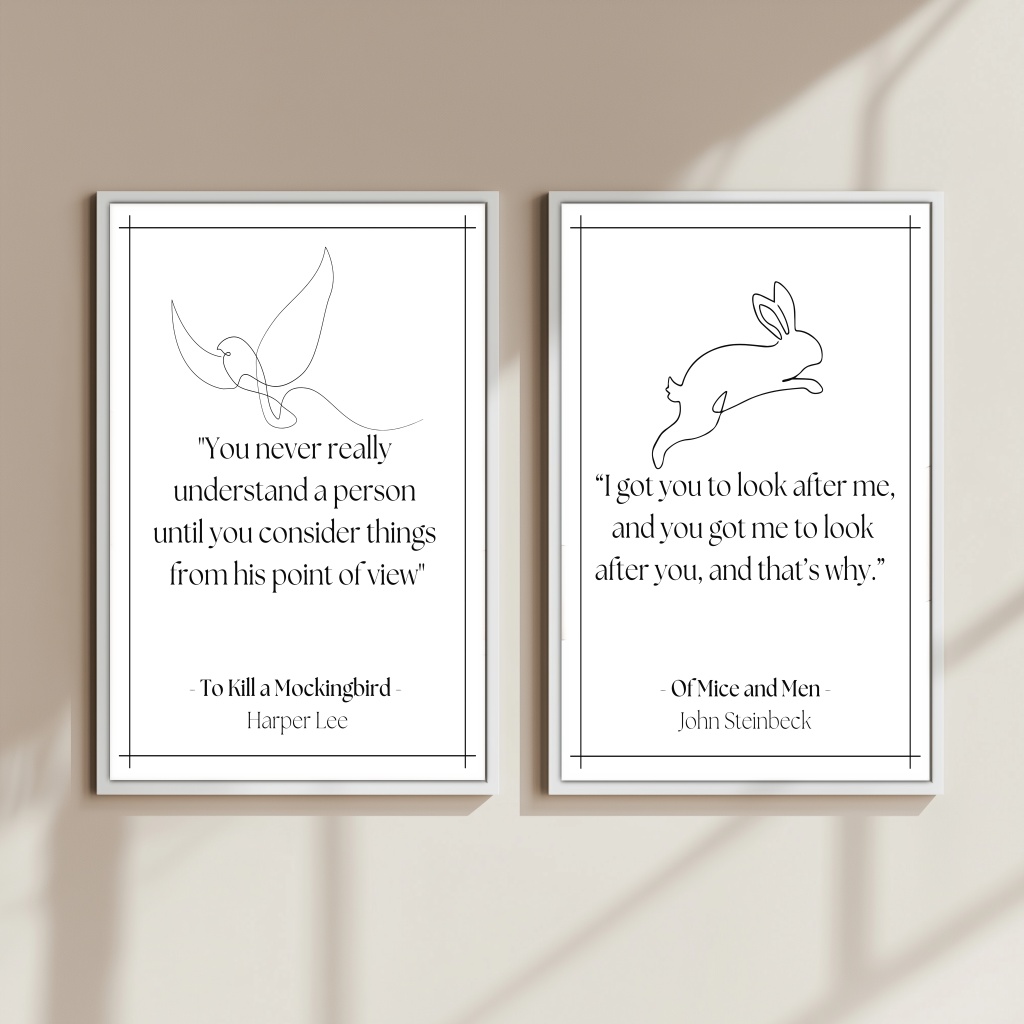 "You never really
understand a person
until you consider things
from his point of view"
- To Kill a Mockingbird -
Harper Lee
“I got you to look after me,
and you got me to look
after you, and that’s why.”
- Of Mice and Men -
John Steinbeck